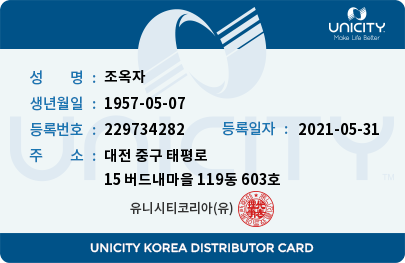 UNICITY
Make Life Better
성 명 : 조옥자
생년월일 : 1957-05-07
등록번호 : 229734282 등록일자 : 2021-05-31
주 소 : 대전 중구 태평로
15 버드내마을 119동 603호
유니시티코리아(유)
UNICITY
UNICITY KOREA DISTRIBUTOR CARD